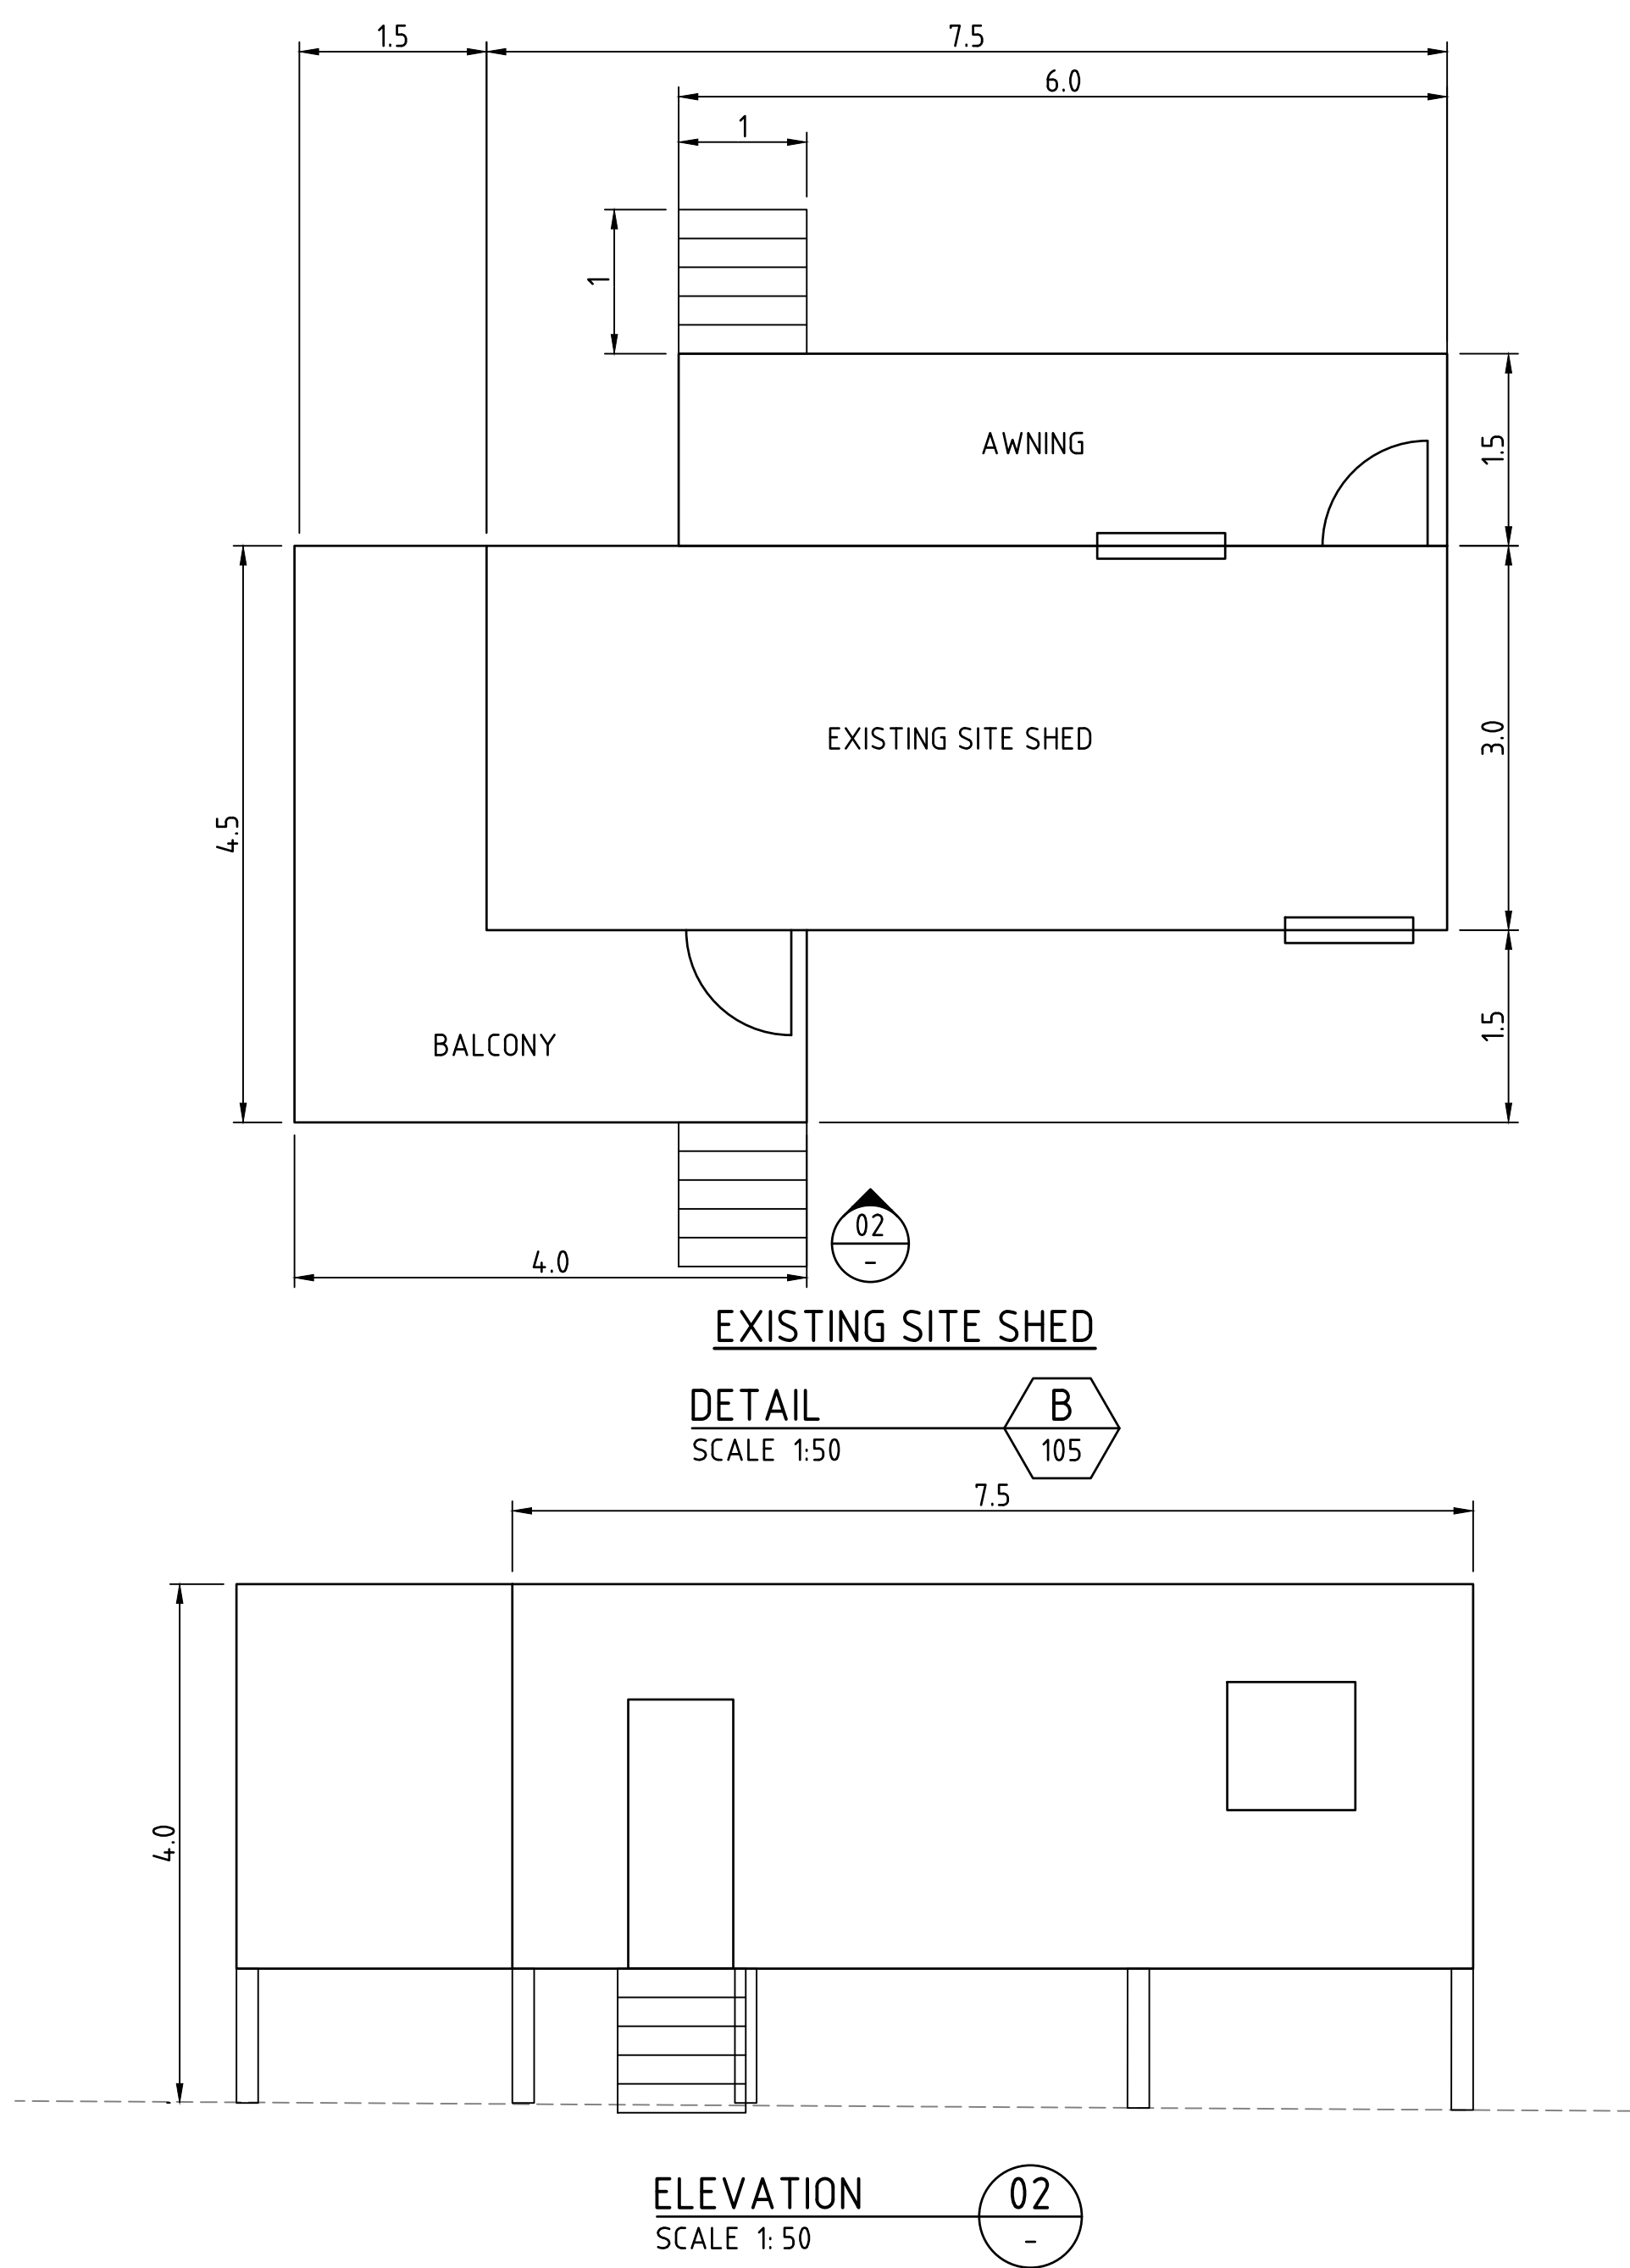 1.5
7.5
6.0
1
1
AWNING
1.5
EXISTING SITE SHED
3.0
4.5
BALCONY
1.5
02
-
4.0
EXISTING SITE SHED
DETAIL
B
SCALE 1:50
105
7.5
4.0
ELEVATION
02
SCALE 1: 50
-